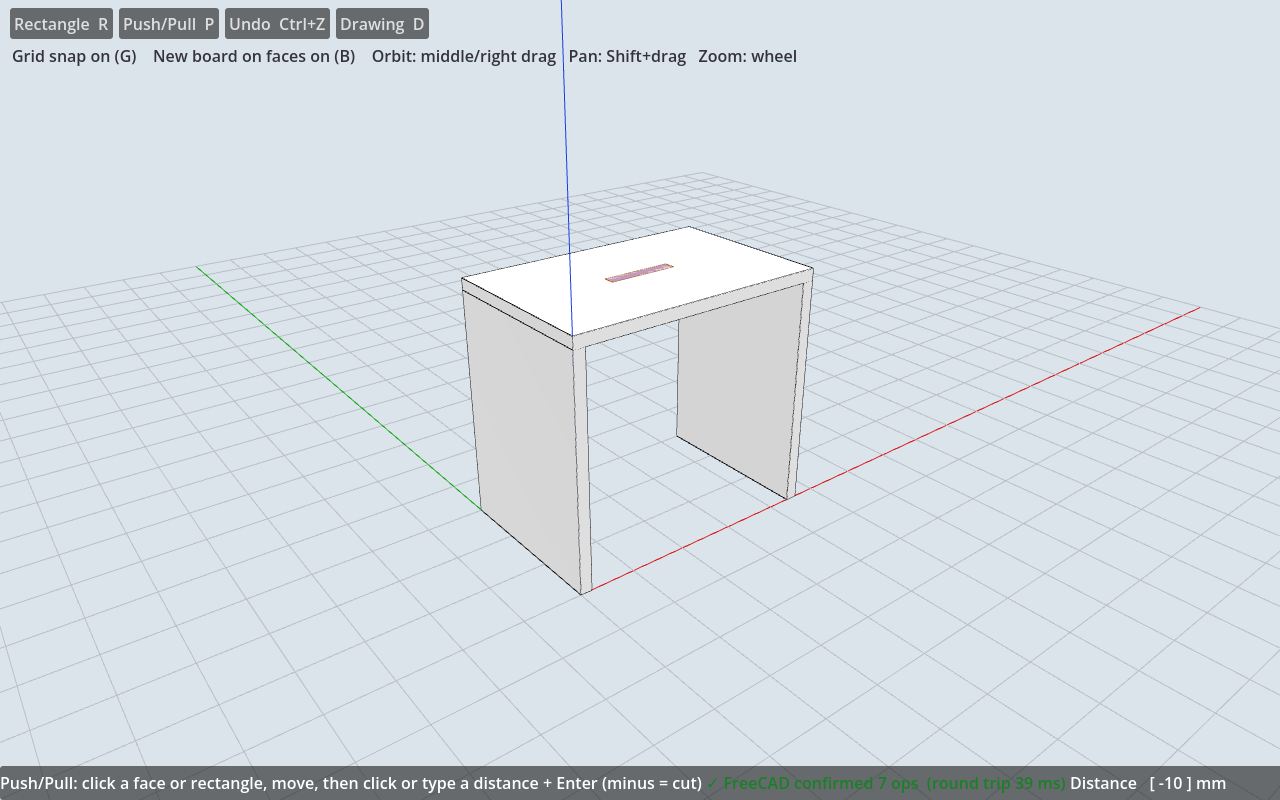 Rectangle R Push/Pull P Undo Ctrl+Z Drawing D
Grid snap on (G) New board on faces on (B) Orbit: middle/right drag Pan: Shift+drag Zoom: wheel
Push/Pull: click a face or rectangle, move, then click or type a distance + Enter (minus = cut) ✓ FreeCAD confirmed 7 ops (round trip 39 ms) Distance [ -10 ] mm